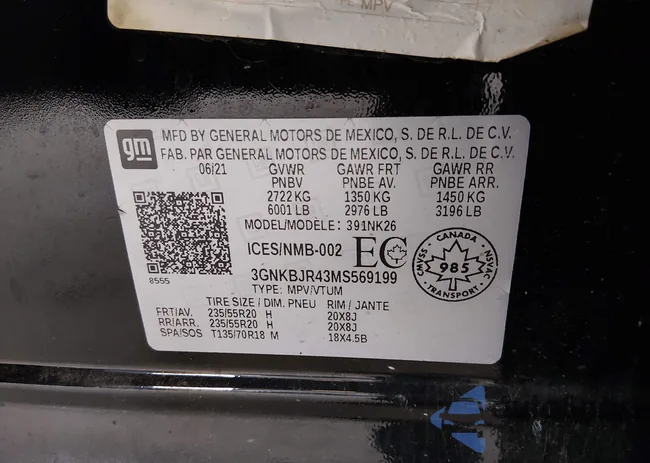 MPV
gm
MFD BY GENERAL MOTORS DE MEXICO, S. DE R.L. DE C.V.
FAB. PAR GENERAL MOTORS DE MEXICO, S. DE R.L. DE C.V.
06/21 GVWR GAWR FRT GAWR RR
PNBV PNBE AV. PNBE ARR.
2722 KG 1350 KG 1450 KG
6001 LB 2976 LB 3196 LB
MODEL/MODÈLE: 391NK26
ICES/NMB-002 EC
8555 3GNKBJR43MS569199
TYPE: MPV/VTUM
CANADA
CMVSS 985 NSVAC
TRANSPORT
TIRE SIZE / DIM. PNEU RIM / JANTE
FRT/AV. 235/55R20 H 20X8J
RR/ARR. 235/55R20 H 20X8J
SPA/SOS T135/70R18 M 18X4.5B